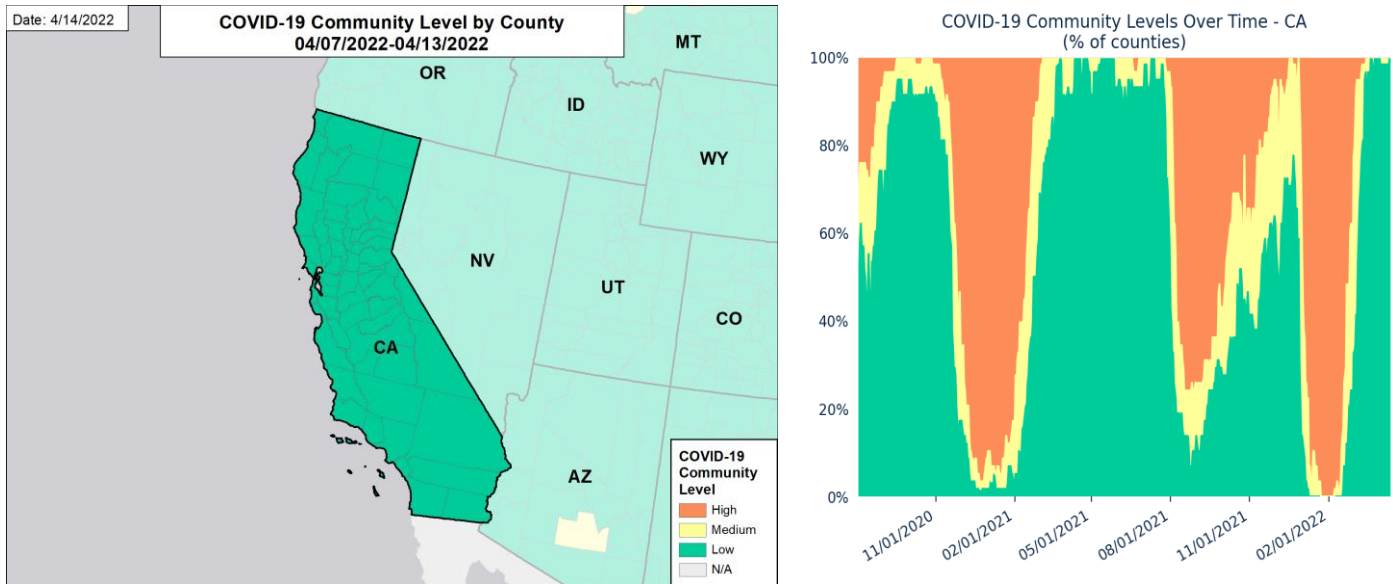 Date: 4/14/2022
COVID-19 Community Level by County
04/07/2022-04/13/2022
MT
OR
ID
WY
NV
UT
CO
CA
AZ
COVID-19
Community
Level
High
Medium
Low
N/A
COVID-19 Community Levels Over Time - CA
(% of counties)
100%
80%
60%
40%
20%
0%
11/01/2020
02/01/2021
05/01/2021
08/01/2021
11/01/2021
02/01/2022